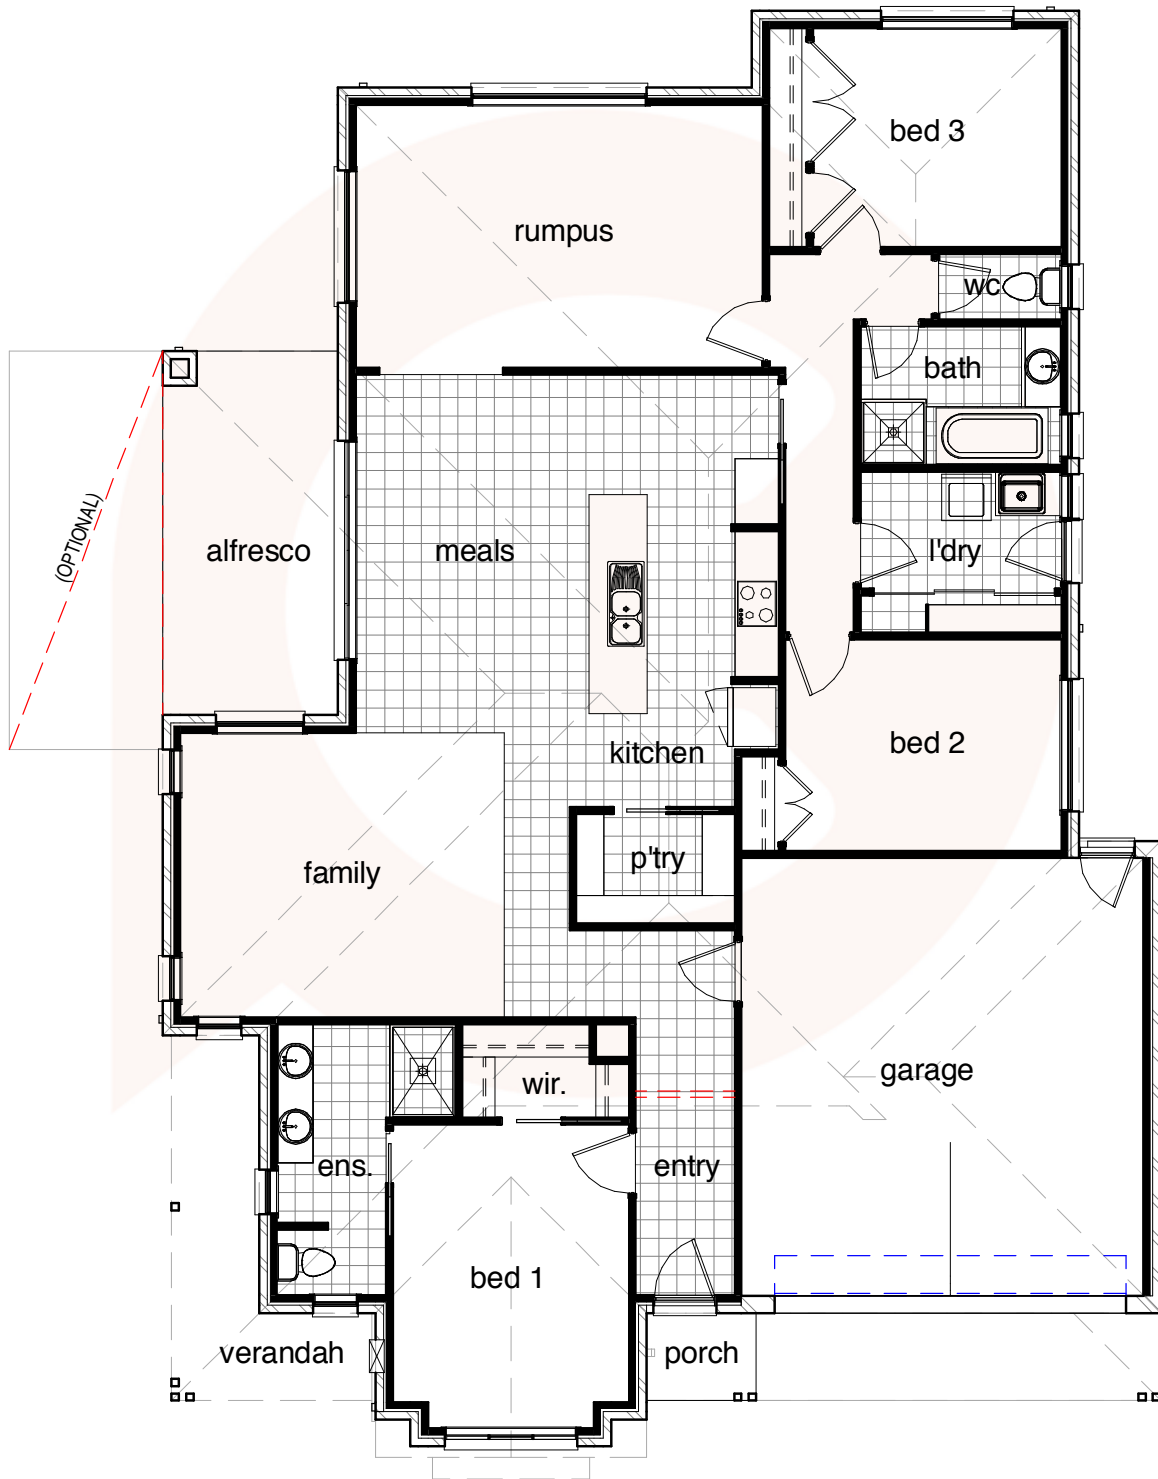 bed 3
rumpus
wc
bath
(OPTIONAL)
alfresco
meals
l'dry
kitchen
bed 2
p'try
family
garage
wir.
ens.
entry
bed 1
verandah
porch